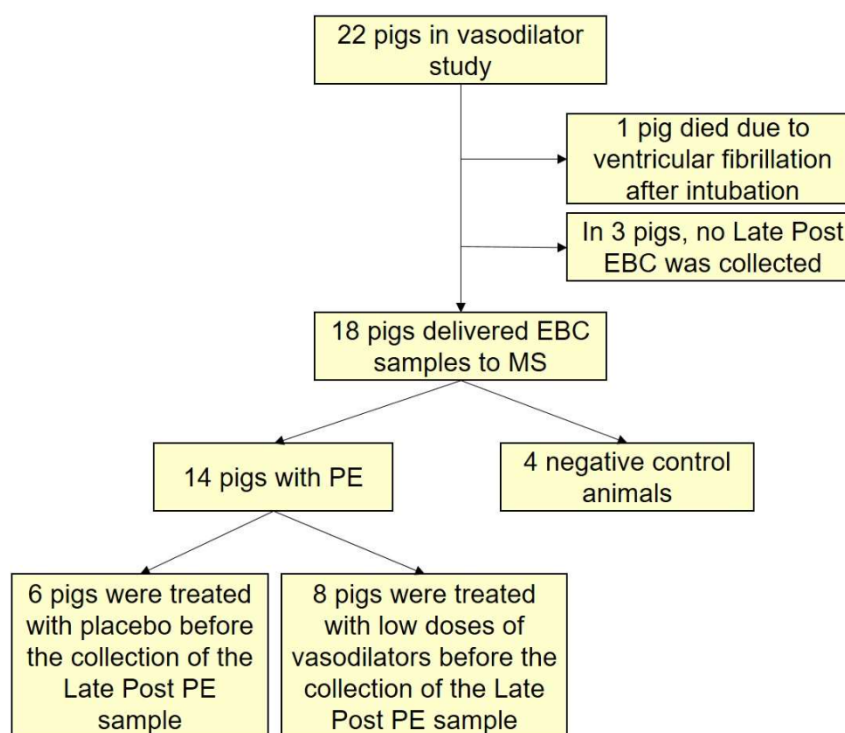 22 pigs in vasodilator
study
1 pig died due to
ventricular fibrillation
after intubation
In 3 pigs, no Late Post
EBC was collected
18 pigs delivered EBC
samples to MS
14 pigs with PE
4 negative control
animals
6 pigs were treated
with placebo before
the collection of the
Late Post PE
sample
8 pigs were treated
with low doses of
vasodilators before the
collection of the Late
Post PE sample